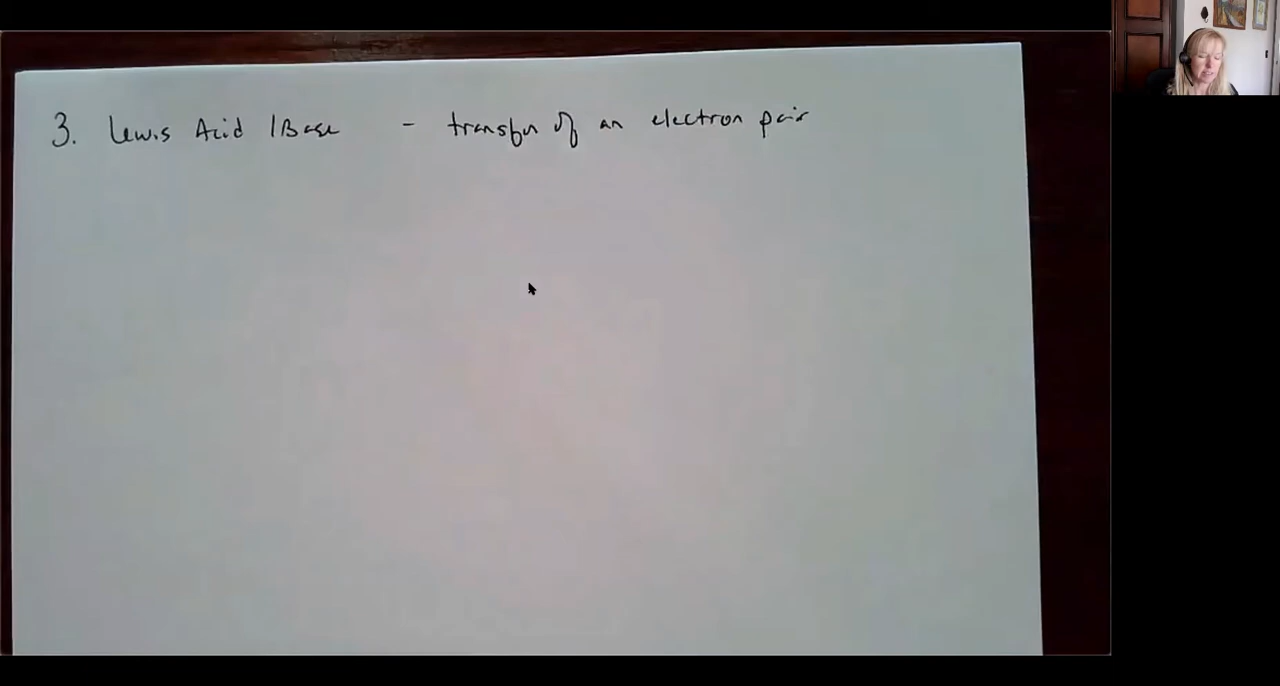 3. Lewis Acid / Base - transfer of an electron pair